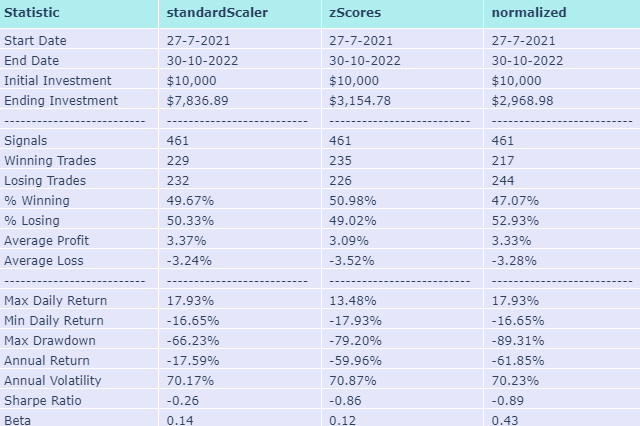 Statistic standardScaler zScores normalized
Start Date 27-7-2021 27-7-2021 27-7-2021
End Date 30-10-2022 30-10-2022 30-10-2022
Initial Investment $10,000 $10,000 $10,000
Ending Investment $7,836.89 $3,154.78 $2,968.98
------------------------- ------------------------- ------------------------- -------------------------
Signals 461 461 461
Winning Trades 229 235 217
Losing Trades 232 226 244
% Winning 49.67% 50.98% 47.07%
% Losing 50.33% 49.02% 52.93%
Average Profit 3.37% 3.09% 3.33%
Average Loss -3.24% -3.52% -3.28%
------------------------- ------------------------- ------------------------- -------------------------
Max Daily Return 17.93% 13.48% 17.93%
Min Daily Return -16.65% -17.93% -16.65%
Max Drawdown -66.23% -79.20% -89.31%
Annual Return -17.59% -59.96% -61.85%
Annual Volatility 70.17% 70.87% 70.23%
Sharpe Ratio -0.26 -0.86 -0.89
Beta 0.14 0.12 0.43